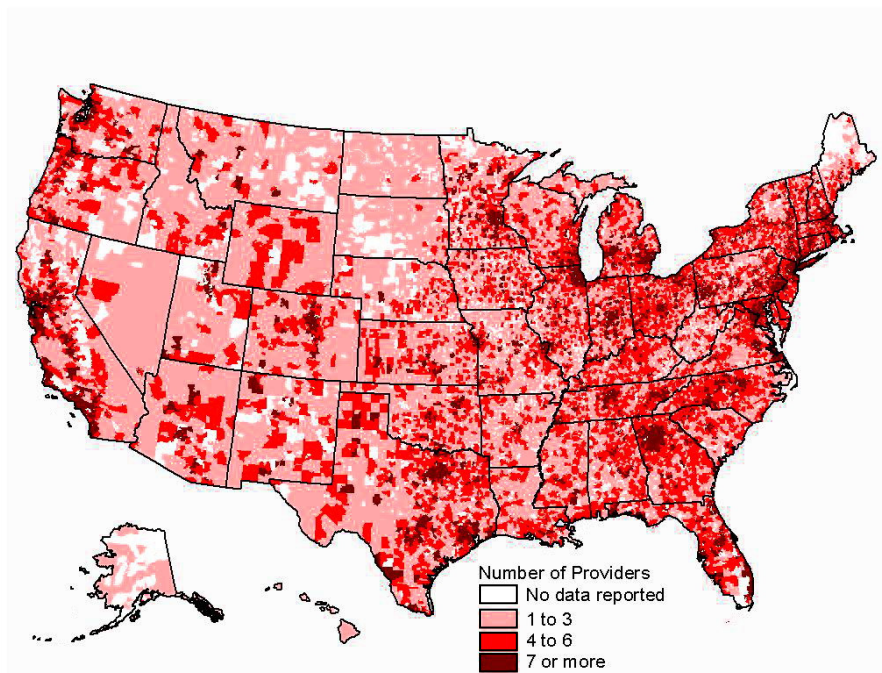 Number of Providers
No data reported
1 to 3
4 to 6
7 or more